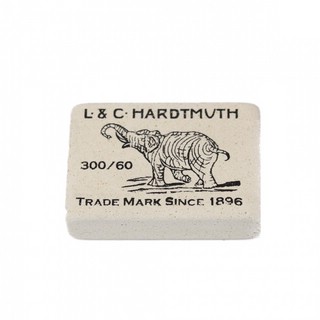 L. & C. HARDTMUTH
300/60
TRADE MARK SINCE 1896